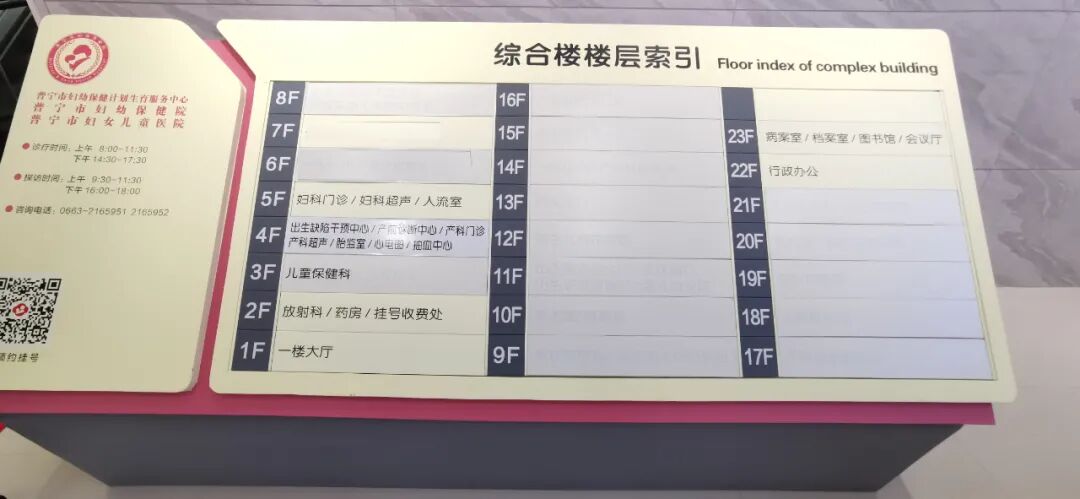 普宁市妇幼保健计划生育服务中心
普宁市妇幼保健院
普宁市妇女儿童医院
诊疗时间：上午 8:00-11:30
下午 14:30-17:30
探访时间：上午 9:30-11:30
下午 16:00-18:00
咨询电话：0663-2165951 2165952
预约挂号
综合楼楼层索引 Floor index of complex building
8F
7F
6F
5F 妇科门诊 / 妇科超声 / 人流室
4F 出生缺陷干预中心 / 产前诊断中心 / 产科门诊
产科超声 / 胎监室 / 心电图 / 抽血中心
3F 儿童保健科
2F 放射科 / 药房 / 挂号收费处
1F 一楼大厅
16F
15F
14F
13F
12F
11F
10F
9F
23F 病案室 / 档案室 / 图书馆 / 会议厅
22F 行政办公
21F
20F
19F
18F
17F